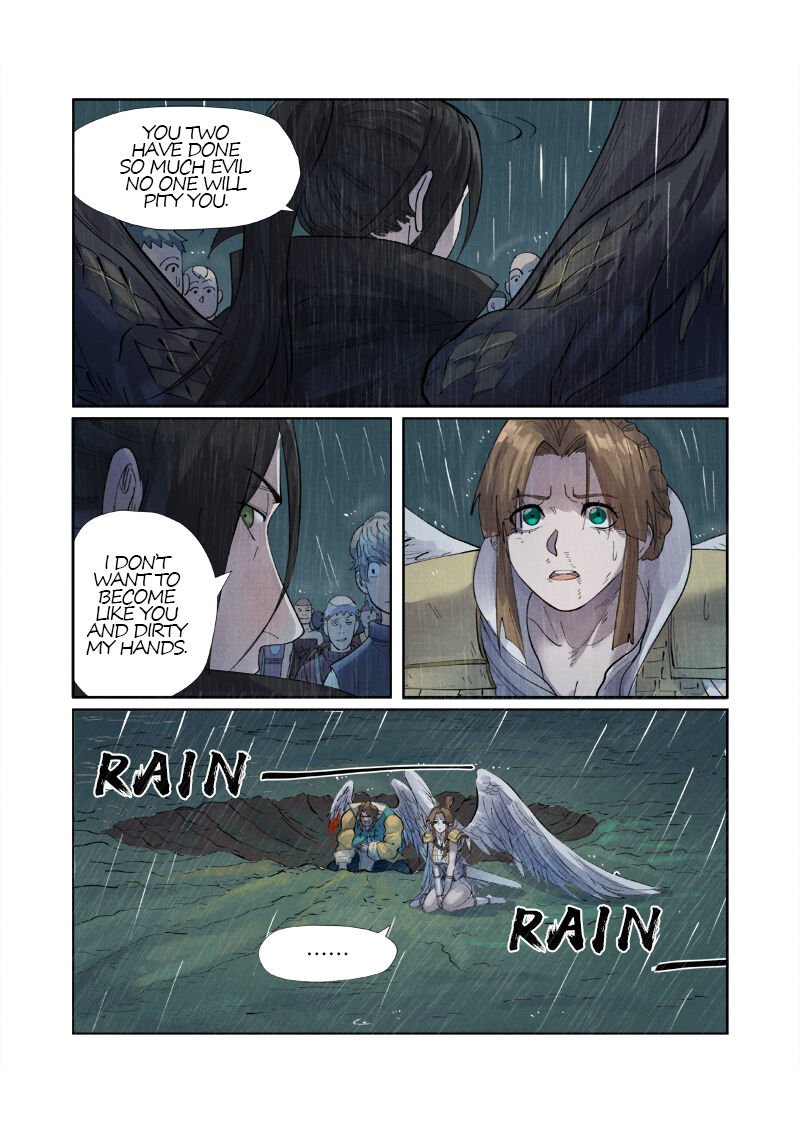 YOU TWO
HAVE DONE
SO MUCH EVIL
NO ONE WILL
PITY YOU.
I DON'T
WANT TO
BECOME
LIKE YOU
AND DIRTY
MY HANDS.
RAIN
......
RAIN